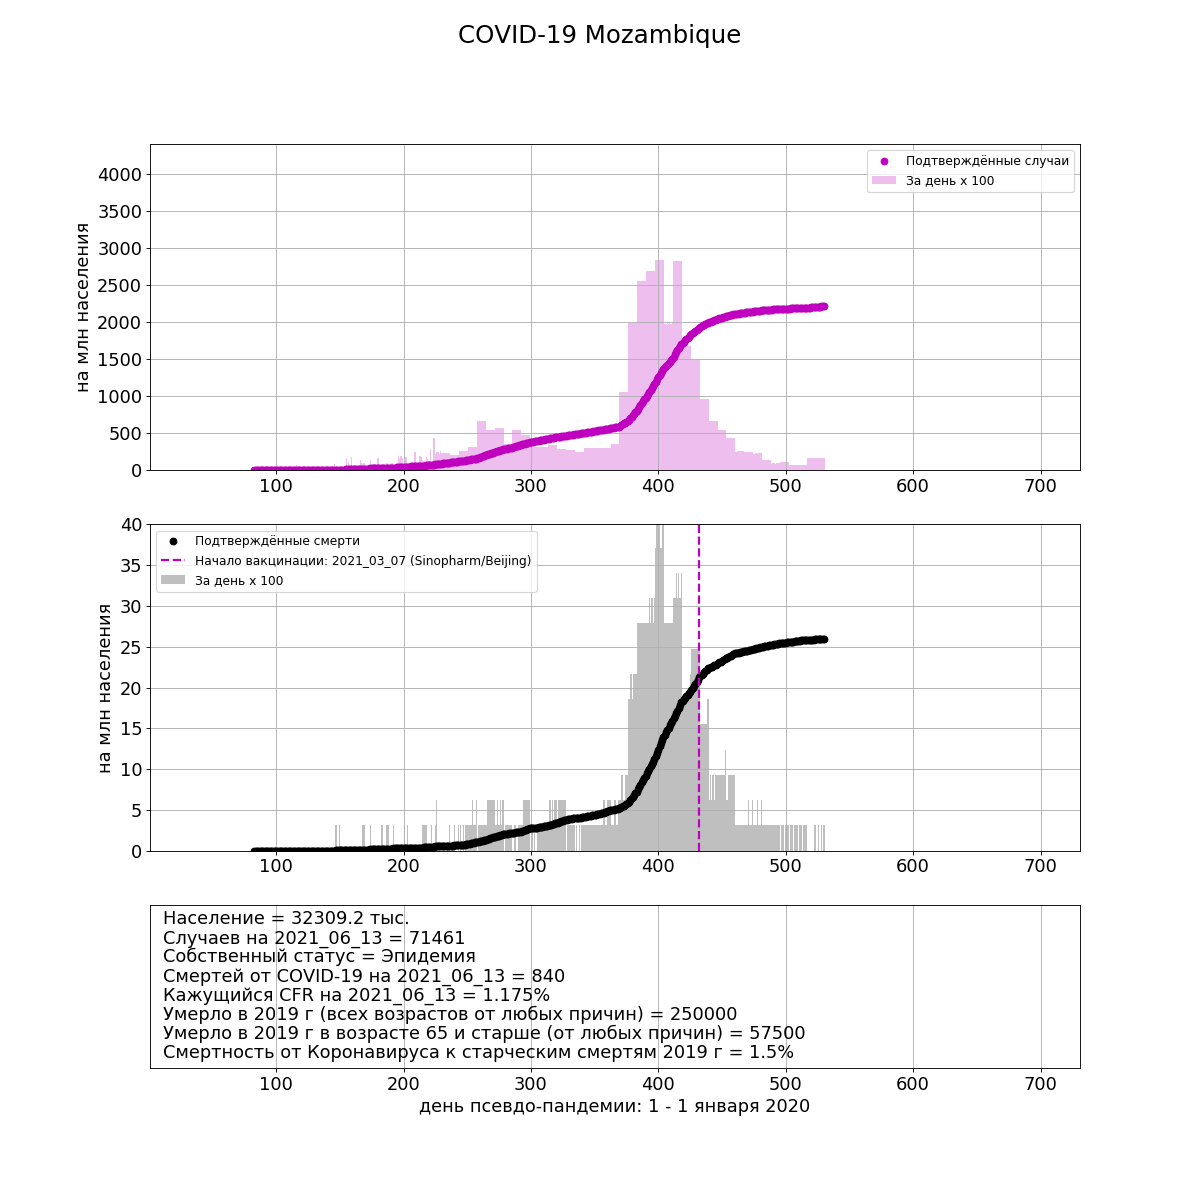 COVID-19 Mozambique
4000
3500
3000
2500
2000
1500
1000
500
0
на млн населения
Подтверждённые случаи
За день x 100
100 200 300 400 500 600 700
40
35
30
25
20
15
10
5
0
на млн населения
Подтверждённые смерти
Начало вакцинации: 2021_03_07 (Sinopharm/Beijing)
За день x 100
100 200 300 400 500 600 700
Население = 32309.2 тыс.
Случаев на 2021_06_13 = 71461
Собственный статус = Эпидемия
Смертей от COVID-19 на 2021_06_13 = 840
Кажущийся CFR на 2021_06_13 = 1.175%
Умерло в 2019 г (всех возрастов от любых причин) = 250000
Умерло в 2019 г в возрасте 65 и старше (от любых причин) = 57500
Смертность от Коронавируса к старческим смертям 2019 г = 1.5%
100 200 300 400 500 600 700
день псевдо-пандемии: 1 - 1 января 2020